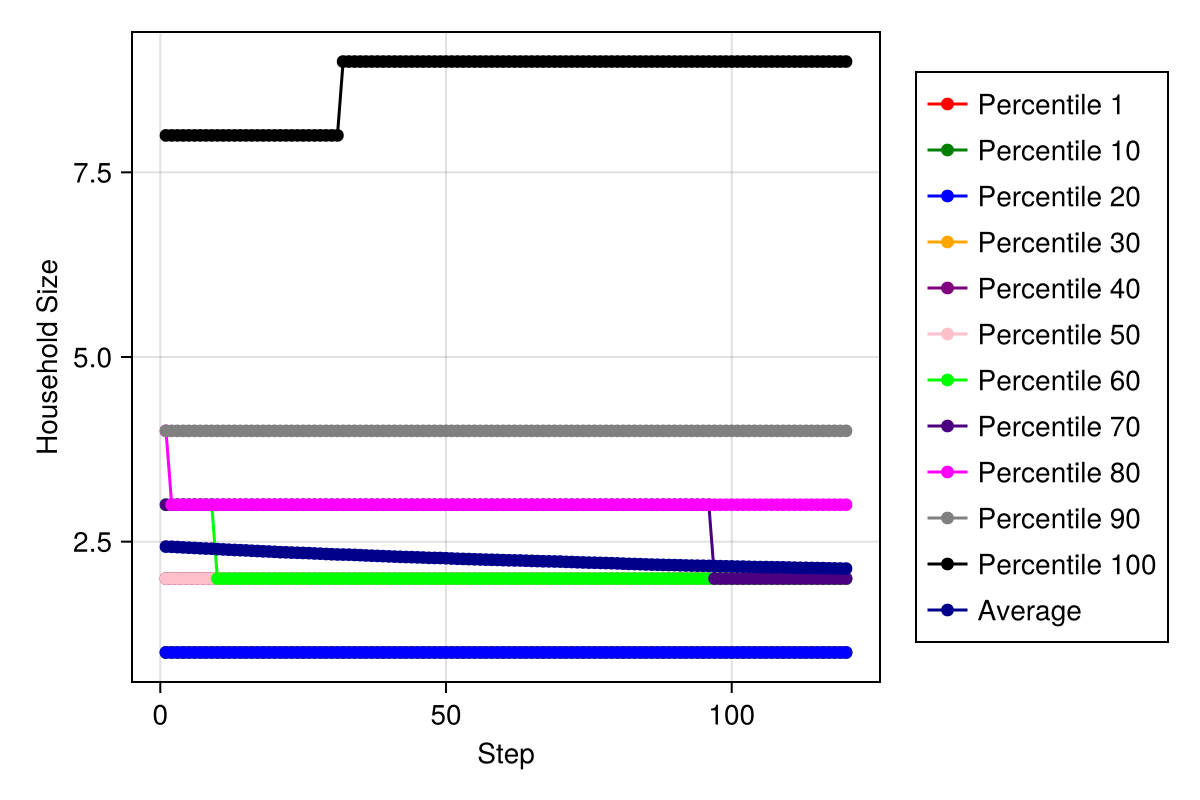 7.5
5.0
2.5
Household Size
0
50
100
Step
Percentile 1
Percentile 10
Percentile 20
Percentile 30
Percentile 40
Percentile 50
Percentile 60
Percentile 70
Percentile 80
Percentile 90
Percentile 100
Average